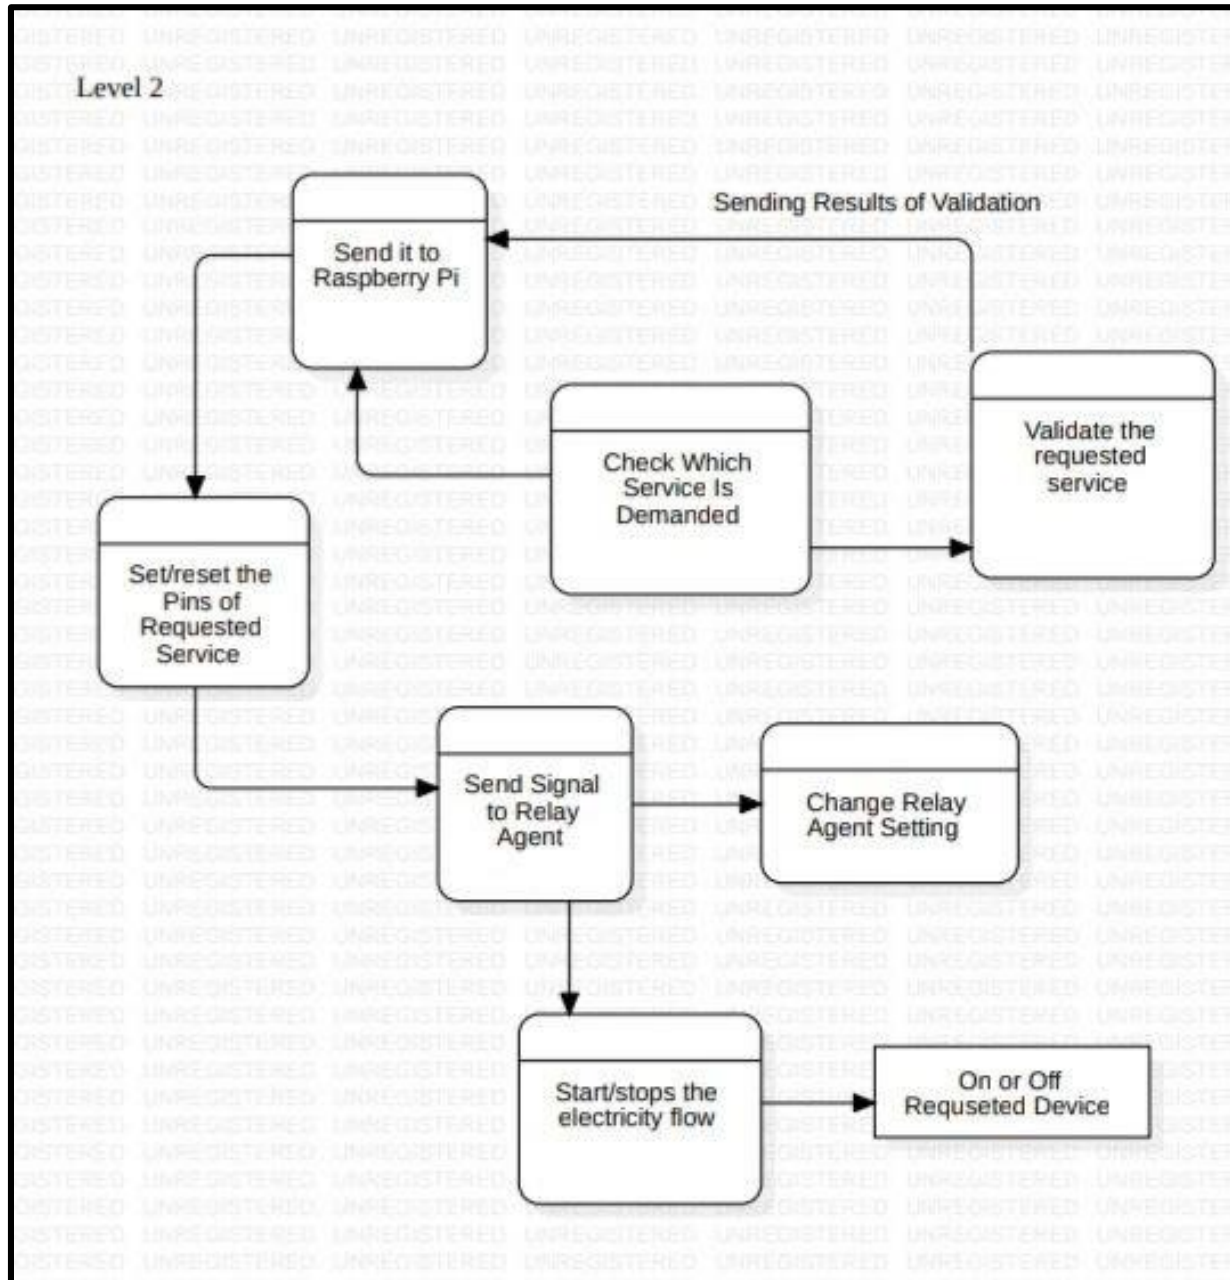 Level 2
Sending Results of Validation
Send it to
Raspberry Pi
Check Which
Service Is
Demanded
Validate the
requested
service
Set/reset the
Pins of
Requested
Service
Send Signal
to Relay
Agent
Change Relay
Agent Setting
Start/stops the
electricity flow
On or Off
Requseted Device
UNREGISTERED